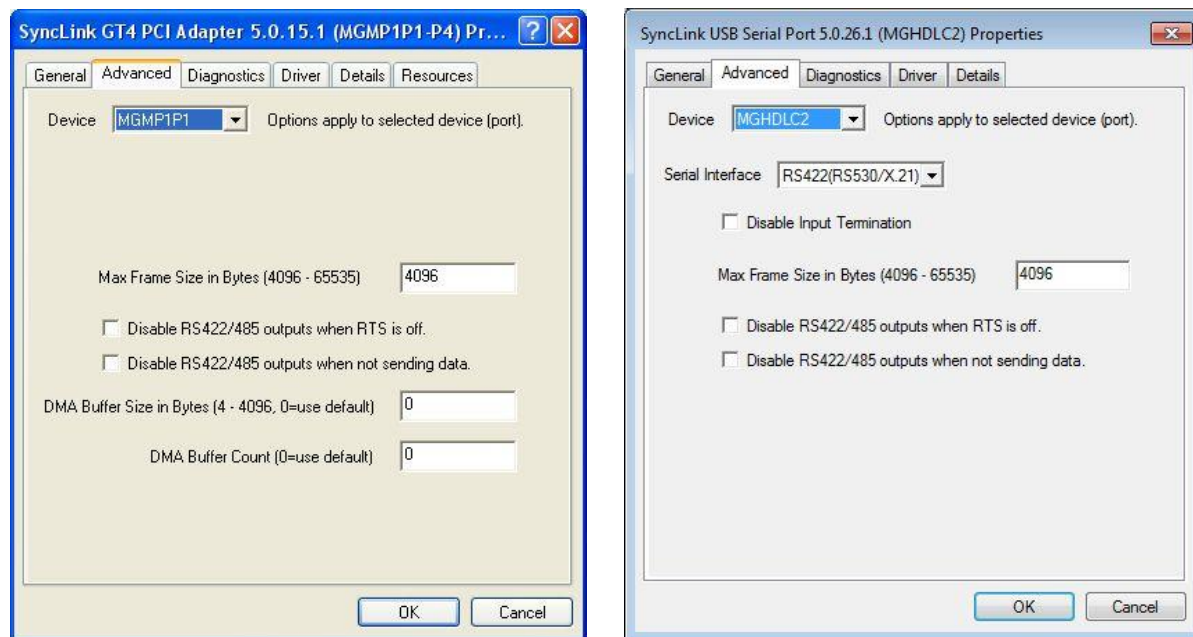 SyncLink GT4 PCI Adapter 5.0.15.1 (MGMP1P1-P4) Pr...
General Advanced Diagnostics Driver Details Resources
Device MGMP1P1 Options apply to selected device (port).
Max Frame Size in Bytes (4096 - 65535) 4096
Disable RS422/485 outputs when RTS is off.
Disable RS422/485 outputs when not sending data.
DMA Buffer Size in Bytes (4 - 4096, 0=use default) 0
DMA Buffer Count (0=use default) 0
OK Cancel
SyncLink USB Serial Port 5.0.26.1 (MGHDLC2) Properties
General Advanced Diagnostics Driver Details
Device MGHDLC2 Options apply to selected device (port).
Serial Interface RS422(RS530/X.21)
Disable Input Termination
Max Frame Size in Bytes (4096 - 65535) 4096
Disable RS422/485 outputs when RTS is off.
Disable RS422/485 outputs when not sending data.
OK Cancel